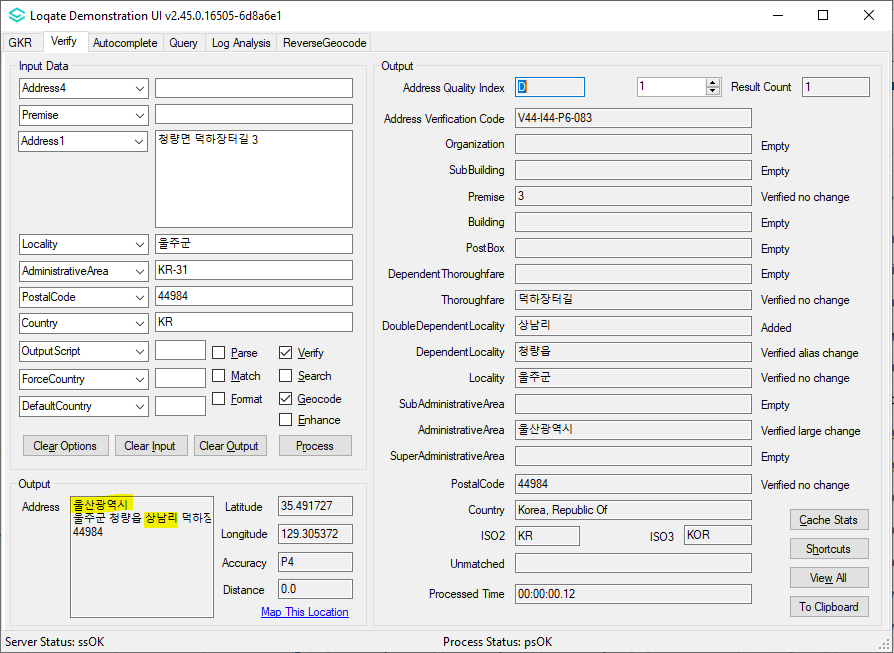 Loqate Demonstration UI v2.45.0.16505-6d8a6e1
GKR Verify Autocomplete Query Log Analysis ReverseGeocode
Input Data
Address4
Premise
Address1 청량면 덕하장터길 3
Locality 울주군
AdministrativeArea KR-31
PostalCode 44984
Country KR
OutputScript Parse Verify
ForceCountry Match Search
DefaultCountry Format Geocode
Enhance
Clear Options Clear Input Clear Output Process
Output
Address 울산광역시
울주군 청량읍 상남리 덕하장
44984
Latitude 35.491727
Longitude 129.305372
Accuracy P4
Distance 0.0
Map This Location
Output
Address Quality Index D 1 Result Count 1
Address Verification Code V44-I44-P6-083
Organization Empty
SubBuilding Empty
Premise 3 Verified no change
Building Empty
PostBox Empty
DependentThoroughfare Empty
Thoroughfare 덕하장터길 Verified no change
DoubleDependentLocality 상남리 Added
DependentLocality 청량읍 Verified alias change
Locality 울주군 Verified no change
SubAdministrativeArea Empty
AdministrativeArea 울산광역시 Verified large change
SuperAdministrativeArea Empty
PostalCode 44984 Verified no change
Country Korea, Republic Of
ISO2 KR ISO3 KOR
Unmatched
Processed Time 00:00:00.12
Cache Stats
Shortcuts
View All
To Clipboard
Server Status: ssOK Process Status: psOK